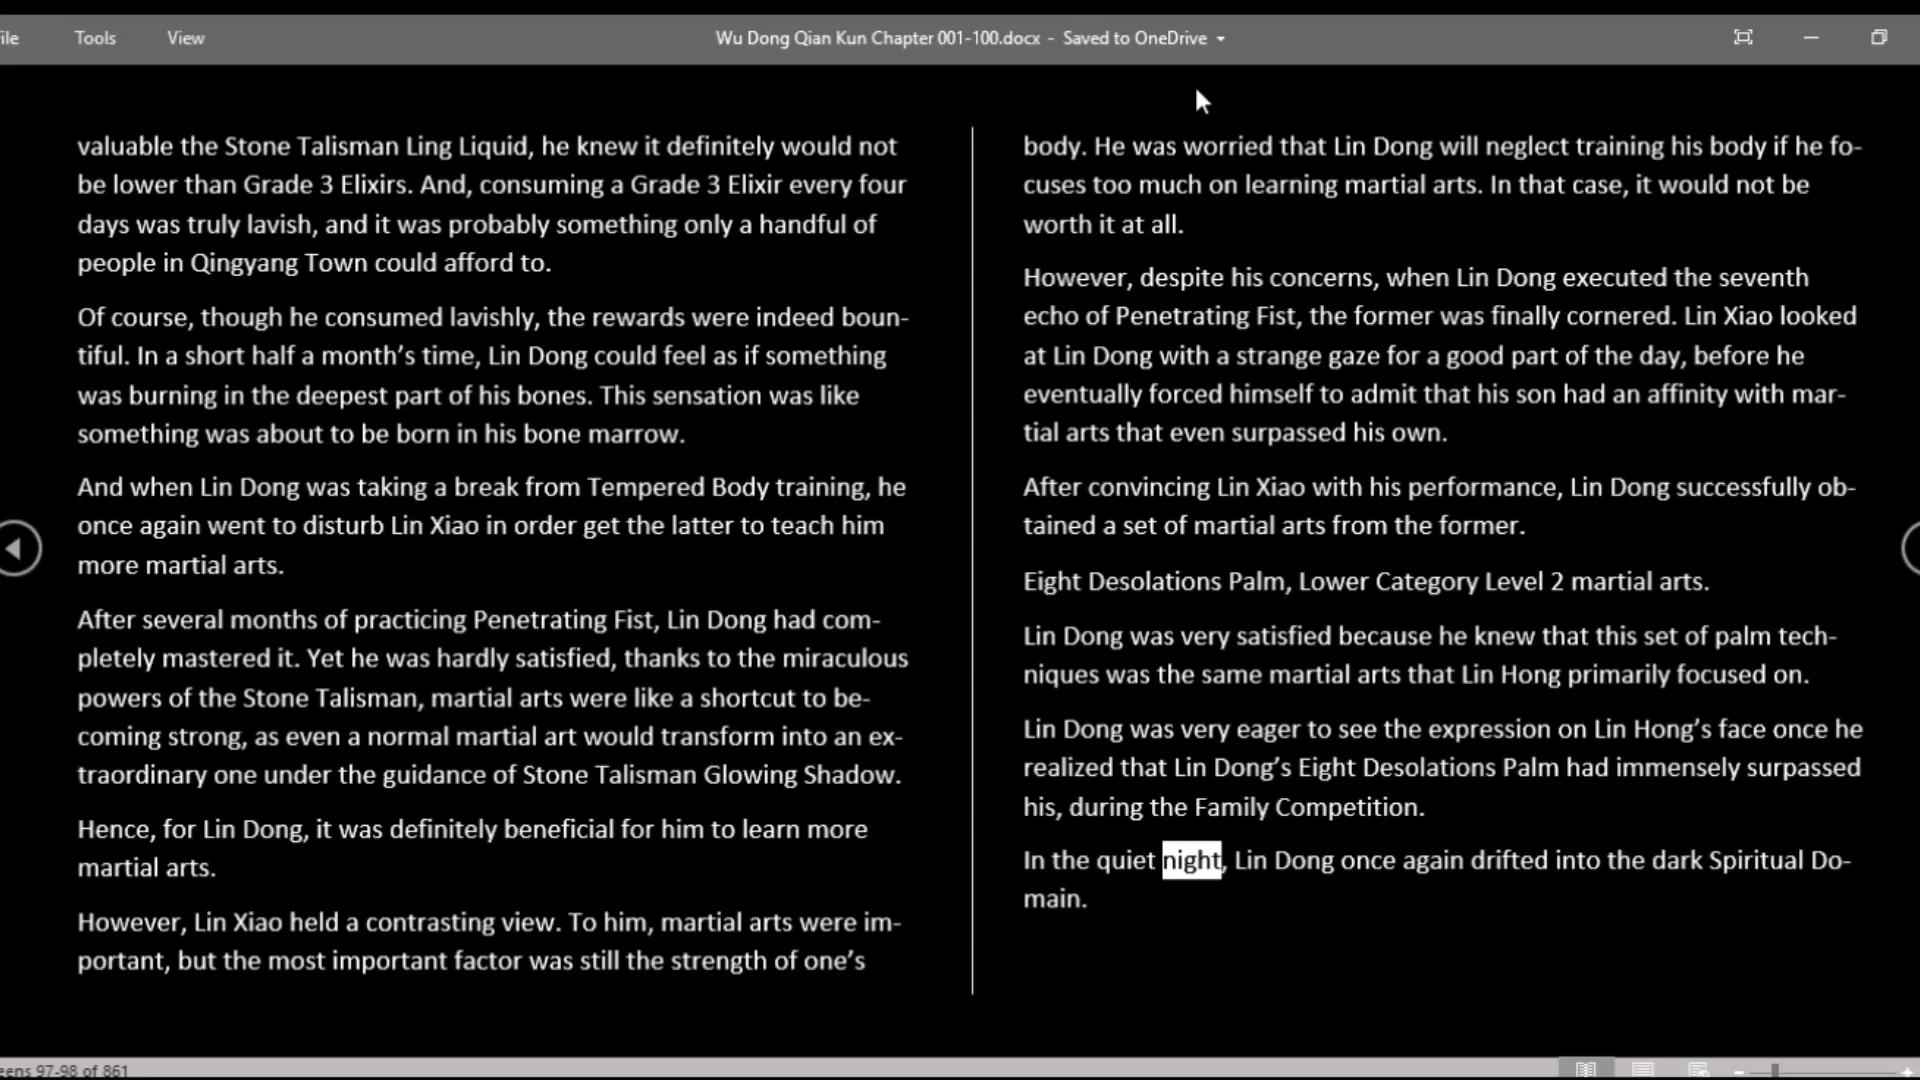 ile Tools View Wu Dong Qian Kun Chapter 001-100.docx - Saved to OneDrive
valuable the Stone Talisman Ling Liquid, he knew it definitely would not
be lower than Grade 3 Elixirs. And, consuming a Grade 3 Elixir every four
days was truly lavish, and it was probably something only a handful of
people in Qingyang Town could afford to.
Of course, though he consumed lavishly, the rewards were indeed boun-
tiful. In a short half a month’s time, Lin Dong could feel as if something
was burning in the deepest part of his bones. This sensation was like
something was about to be born in his bone marrow.
And when Lin Dong was taking a break from Tempered Body training, he
once again went to disturb Lin Xiao in order get the latter to teach him
more martial arts.
After several months of practicing Penetrating Fist, Lin Dong had com-
pletely mastered it. Yet he was hardly satisfied, thanks to the miraculous
powers of the Stone Talisman, martial arts were like a shortcut to be-
coming strong, as even a normal martial art would transform into an ex-
traordinary one under the guidance of Stone Talisman Glowing Shadow.
Hence, for Lin Dong, it was definitely beneficial for him to learn more
martial arts.
However, Lin Xiao held a contrasting view. To him, martial arts were im-
portant, but the most important factor was still the strength of one’s
body. He was worried that Lin Dong will neglect training his body if he fo-
cuses too much on learning martial arts. In that case, it would not be
worth it at all.
However, despite his concerns, when Lin Dong executed the seventh
echo of Penetrating Fist, the former was finally cornered. Lin Xiao looked
at Lin Dong with a strange gaze for a good part of the day, before he
eventually forced himself to admit that his son had an affinity with mar-
tial arts that even surpassed his own.
After convincing Lin Xiao with his performance, Lin Dong successfully ob-
tained a set of martial arts from the former.
Eight Desolations Palm, Lower Category Level 2 martial arts.
Lin Dong was very satisfied because he knew that this set of palm tech-
niques was the same martial arts that Lin Hong primarily focused on.
Lin Dong was very eager to see the expression on Lin Hong’s face once he
realized that Lin Dong’s Eight Desolations Palm had immensely surpassed
his, during the Family Competition.
In the quiet night, Lin Dong once again drifted into the dark Spiritual Do-
main.
eens 97-98 of 861